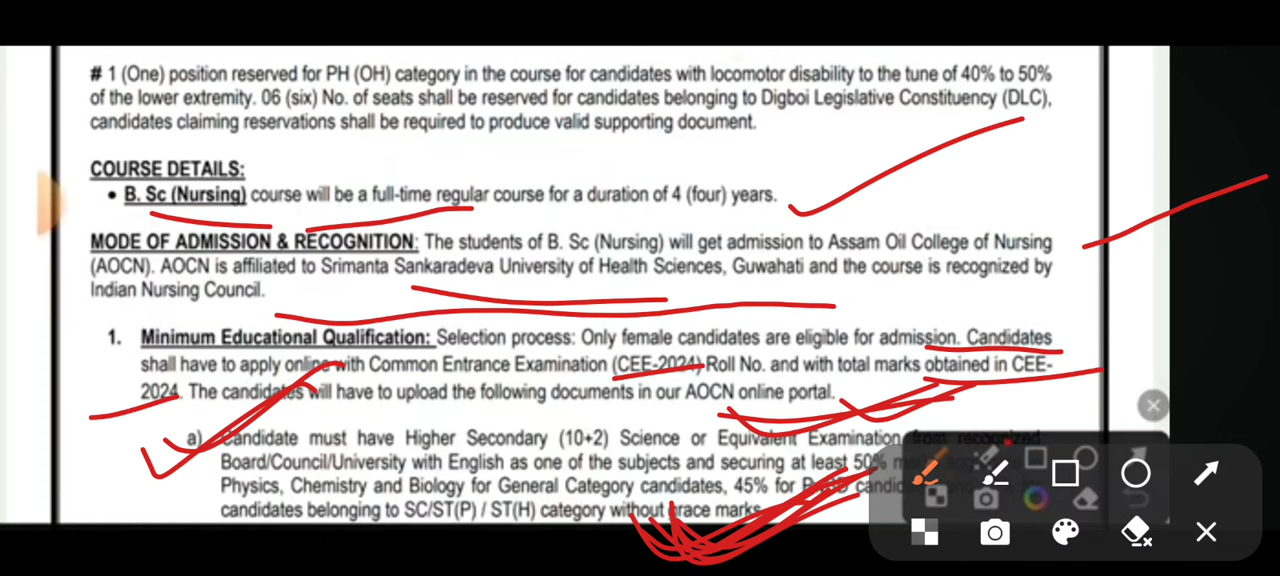 # 1 (One) position reserved for PH (OH) category in the course for candidates with locomotor disability to the tune of 40% to 50%
of the lower extremity. 06 (six) No. of seats shall be reserved for candidates belonging to Digboi Legislative Constituency (DLC),
candidates claiming reservations shall be required to produce valid supporting document.
COURSE DETAILS:
• B. Sc (Nursing) course will be a full-time regular course for a duration of 4 (four) years.
MODE OF ADMISSION & RECOGNITION: The students of B. Sc (Nursing) will get admission to Assam Oil College of Nursing
(AOCN). AOCN is affiliated to Srimanta Sankaradeva University of Health Sciences, Guwahati and the course is recognized by
Indian Nursing Council.
1. Minimum Educational Qualification: Selection process: Only female candidates are eligible for admission. Candidates
shall have to apply online with Common Entrance Examination (CEE-2024) Roll No. and with total marks obtained in CEE-
2024. The candidates will have to upload the following documents in our AOCN online portal.
a) Candidate must have Higher Secondary (10+2) Science or Equivalent Examination from recognized
Board/Council/University with English as one of the subjects and securing at least 50%
Physics, Chemistry and Biology for General Category candidates, 45% for
candidates belonging to SC/ST(P) / ST(H) category without grace marks